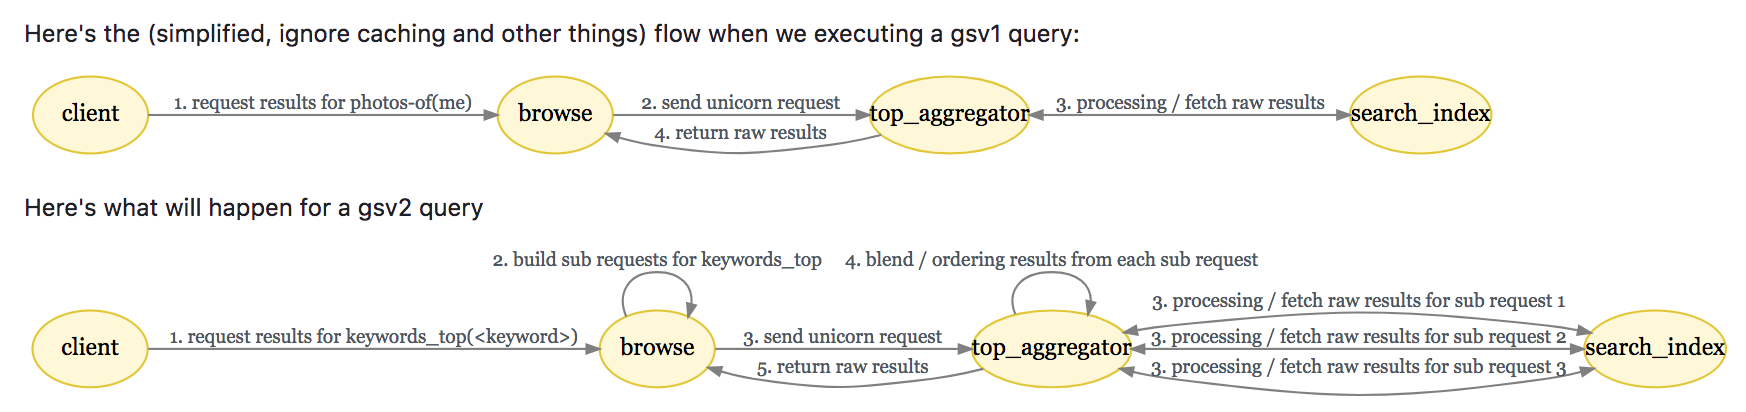 Here's the (simplified, ignore caching and other things) flow when we executing a gsv1 query:
client
1. request results for photos-of(me)
browse
2. send unicorn request
4. return raw results
top_aggregator
3. processing / fetch raw results
search_index
Here's what will happen for a gsv2 query
2. build sub requests for keywords_top
4. blend / ordering results from each sub request
client
1. request results for keywords_top(<keyword>)
browse
3. send unicorn request
5. return raw results
top_aggregator
3. processing / fetch raw results for sub request 1
3. processing / fetch raw results for sub request 2
3. processing / fetch raw results for sub request 3
search_index